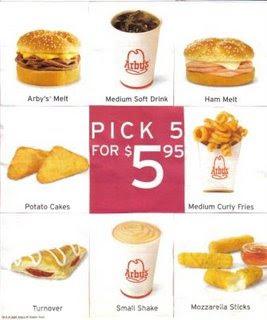 Arby's
Arby's® Melt
Medium Soft Drink
Ham Melt
PICK 5
FOR $5.95
Arby's
Potato Cakes
Medium Curly Fries
Arby's
Turnover
Small Shake
Mozzarella Sticks